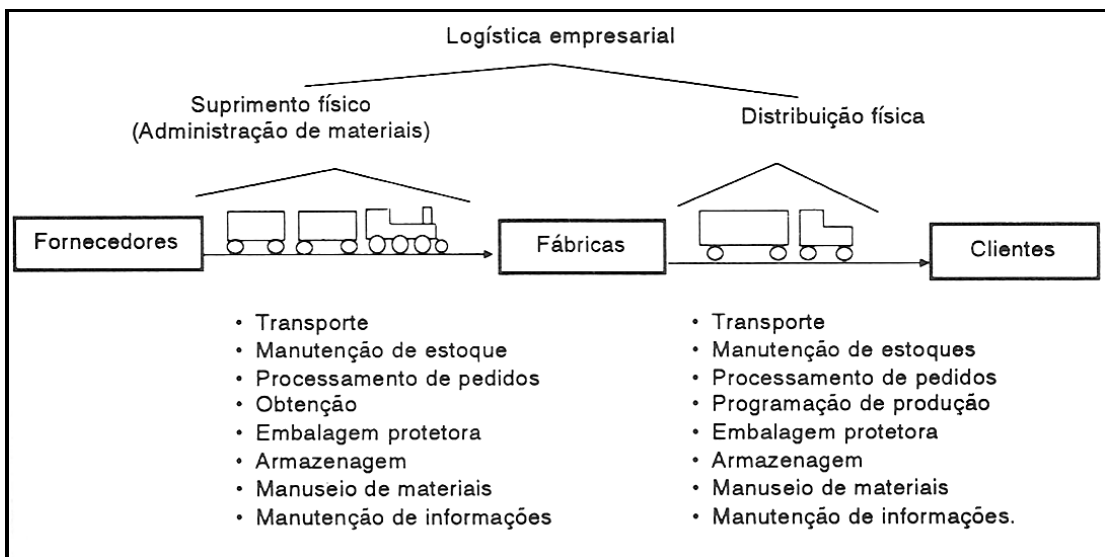 Logística empresarial
Suprimento físico
(Administração de materiais)
Distribuição física
Fornecedores
Fábricas
Clientes
• Transporte
• Manutenção de estoque
• Processamento de pedidos
• Obtenção
• Embalagem protetora
• Armazenagem
• Manuseio de materiais
• Manutenção de informações
• Transporte
• Manutenção de estoques
• Processamento de pedidos
• Programação de produção
• Embalagem protetora
• Armazenagem
• Manuseio de materiais
• Manutenção de informações.